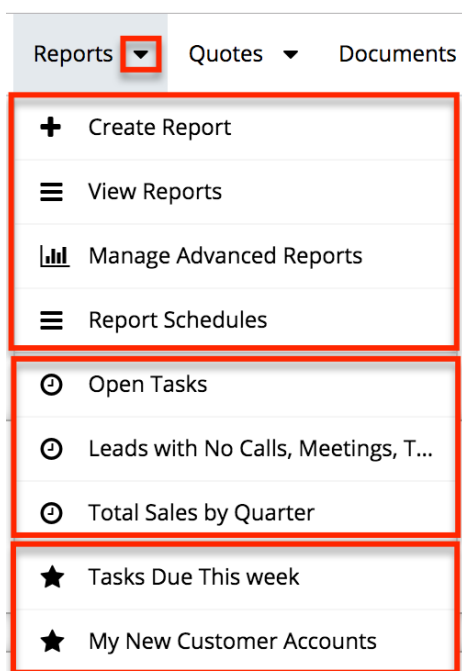 Reports Quotes Documents
Create Report
View Reports
Manage Advanced Reports
Report Schedules
Open Tasks
Leads with No Calls, Meetings, T...
Total Sales by Quarter
Tasks Due This week
My New Customer Accounts